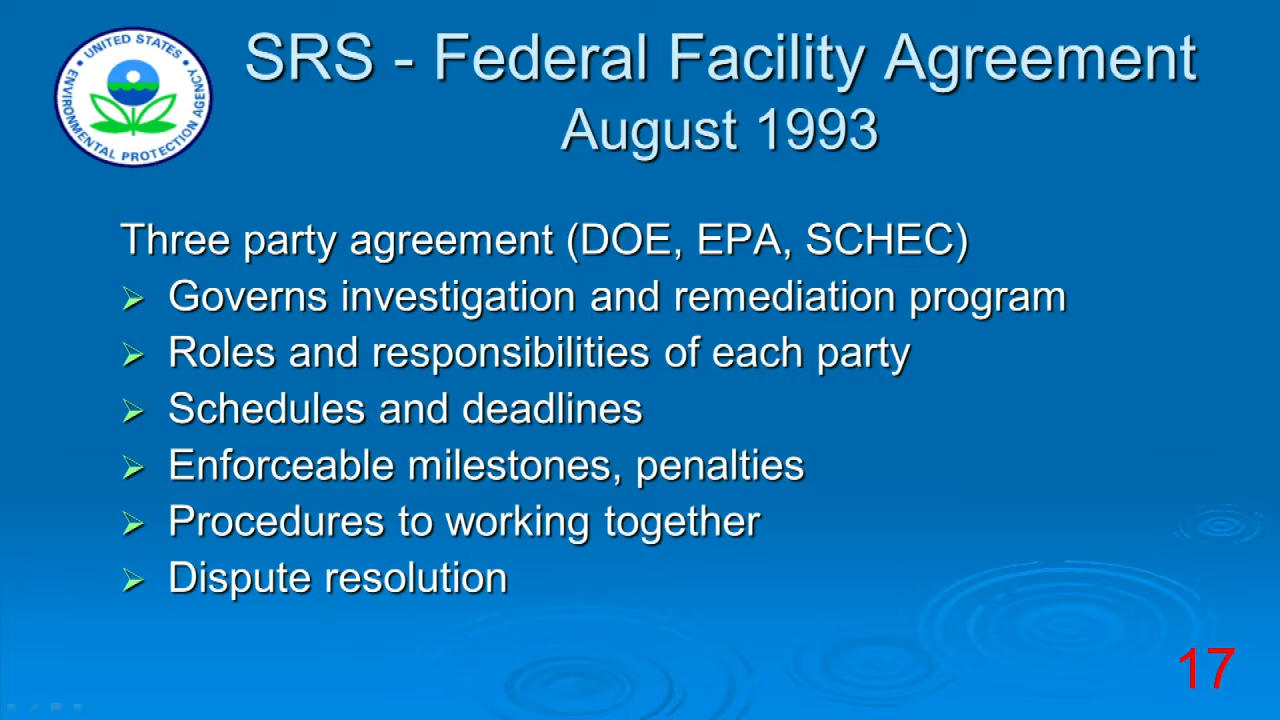 UNITED STATES
ENVIRONMENTAL PROTECTION AGENCY
SRS - Federal Facility Agreement
August 1993
Three party agreement (DOE, EPA, SCHEC)
Governs investigation and remediation program
Roles and responsibilities of each party
Schedules and deadlines
Enforceable milestones, penalties
Procedures to working together
Dispute resolution
17